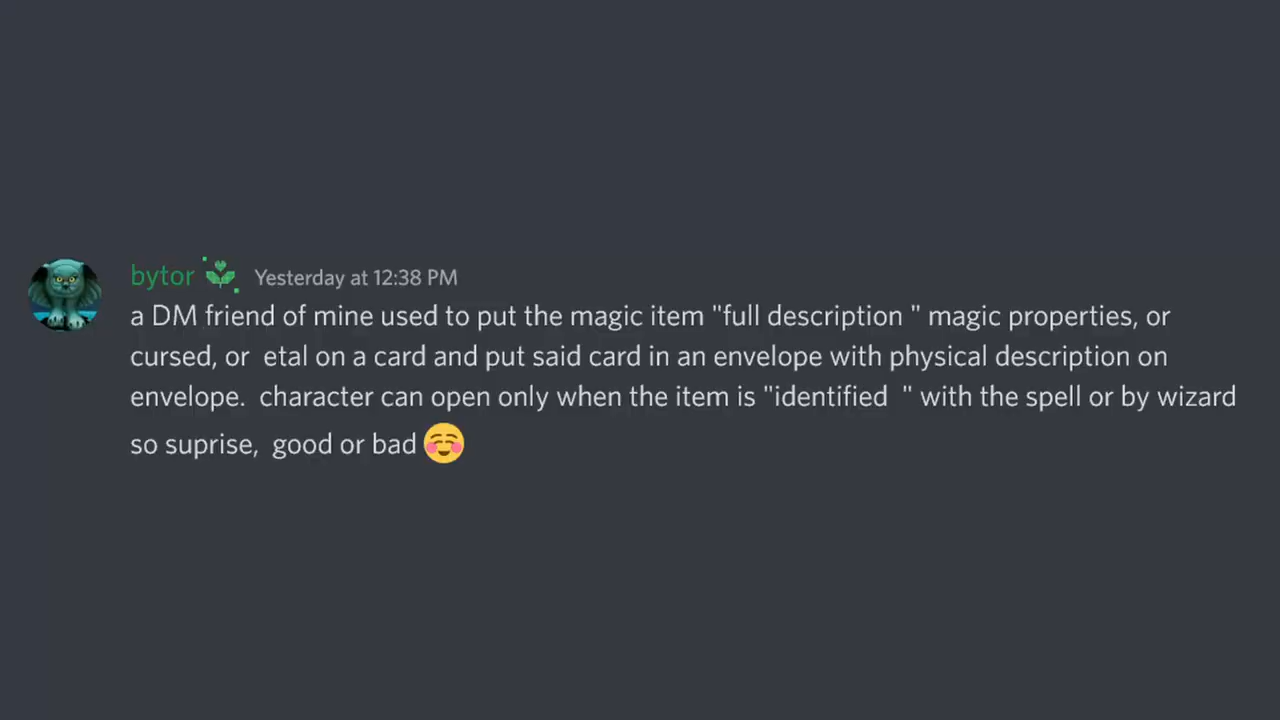 bytor Yesterday at 12:38 PM
a DM friend of mine used to put the magic item "full description " magic properties, or
cursed, or  etal on a card and put said card in an envelope with physical description on
envelope.  character can open only when the item is "identified  " with the spell or by wizard
so suprise,  good or bad ☺️